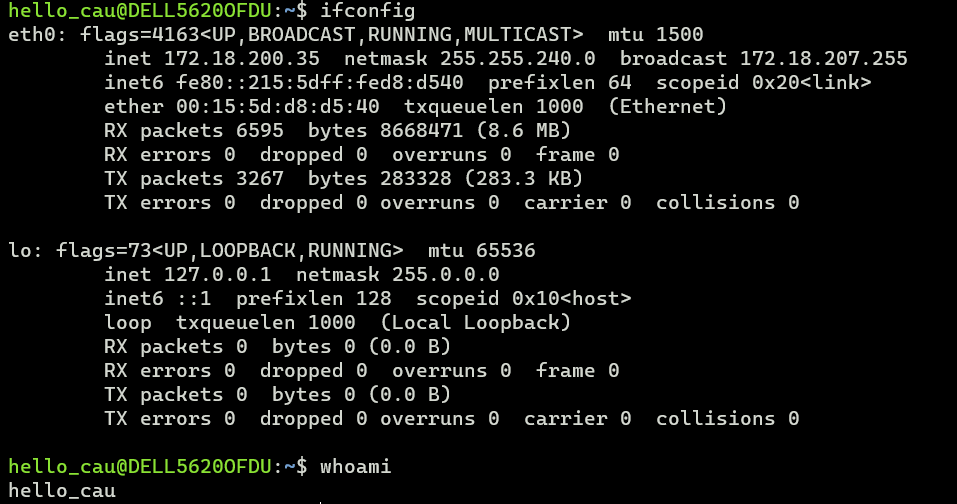 hello_cau@DELL5620OFDU:~$ ifconfig
eth0: flags=4163<UP,BROADCAST,RUNNING,MULTICAST>  mtu 1500
        inet 172.18.200.35  netmask 255.255.240.0  broadcast 172.18.207.255
        inet6 fe80::215:5dff:fed8:d540  prefixlen 64  scopeid 0x20<link>
        ether 00:15:5d:d8:d5:40  txqueuelen 1000  (Ethernet)
        RX packets 6595  bytes 8668471 (8.6 MB)
        RX errors 0  dropped 0  overruns 0  frame 0
        TX packets 3267  bytes 283328 (283.3 KB)
        TX errors 0  dropped 0 overruns 0  carrier 0  collisions 0
lo: flags=73<UP,LOOPBACK,RUNNING>  mtu 65536
        inet 127.0.0.1  netmask 255.0.0.0
        inet6 ::1  prefixlen 128  scopeid 0x10<host>
        loop  txqueuelen 1000  (Local Loopback)
        RX packets 0  bytes 0 (0.0 B)
        RX errors 0  dropped 0  overruns 0  frame 0
        TX packets 0  bytes 0 (0.0 B)
        TX errors 0  dropped 0 overruns 0  carrier 0  collisions 0
hello_cau@DELL5620OFDU:~$ whoami
hello_cau